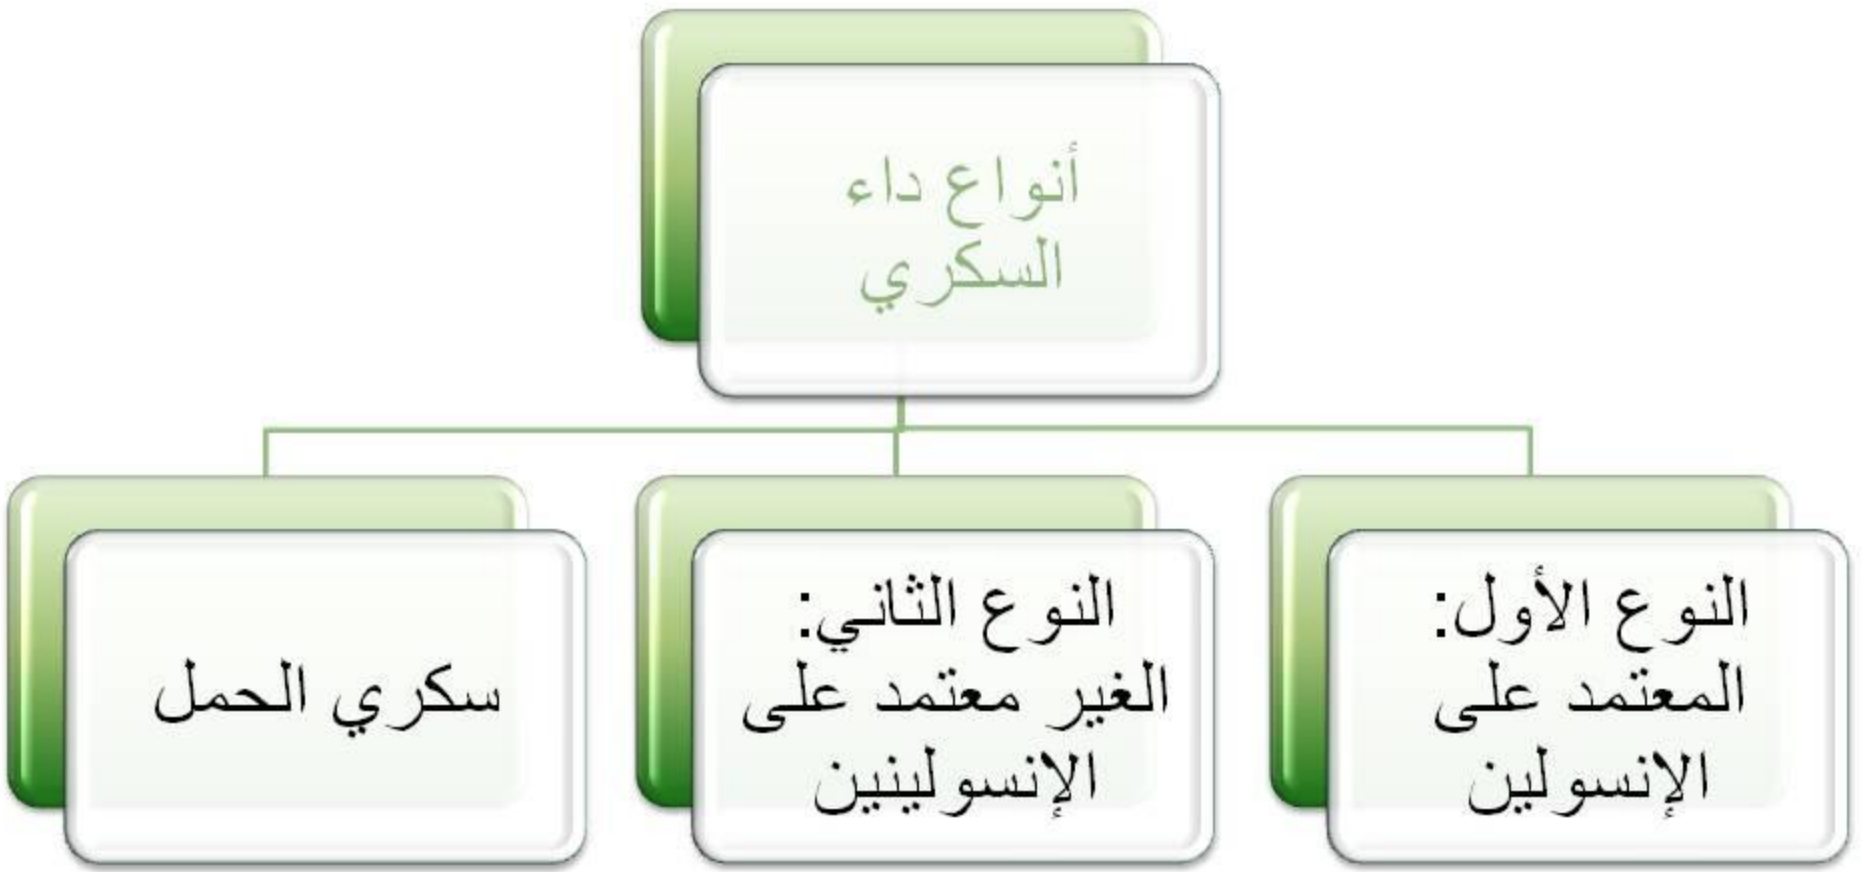 أنواع داء
السكري
النوع الأول:
المعتمد على
الإنسولين
النوع الثاني:
الغير معتمد على
الإنسولينين
سكري الحمل